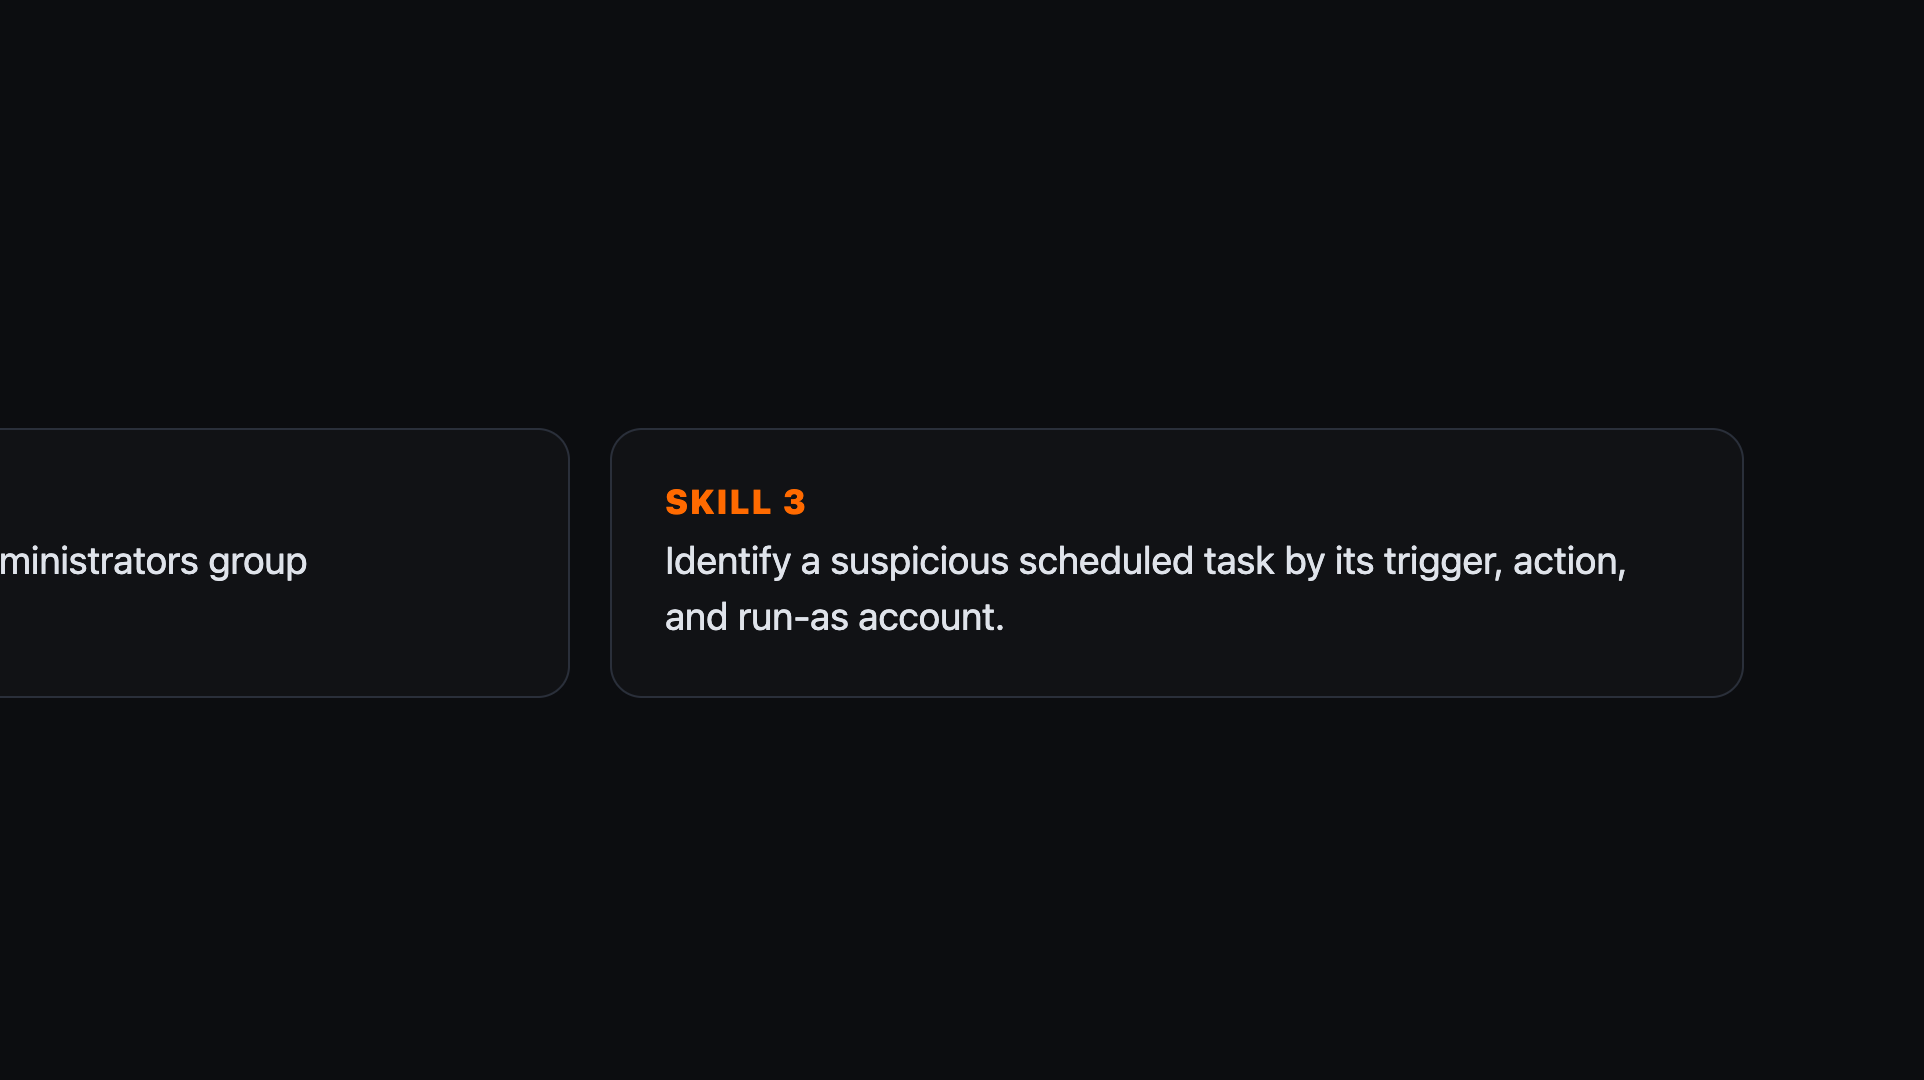 ministrators group
SKILL 3
Identify a suspicious scheduled task by its trigger, action,
and run-as account.